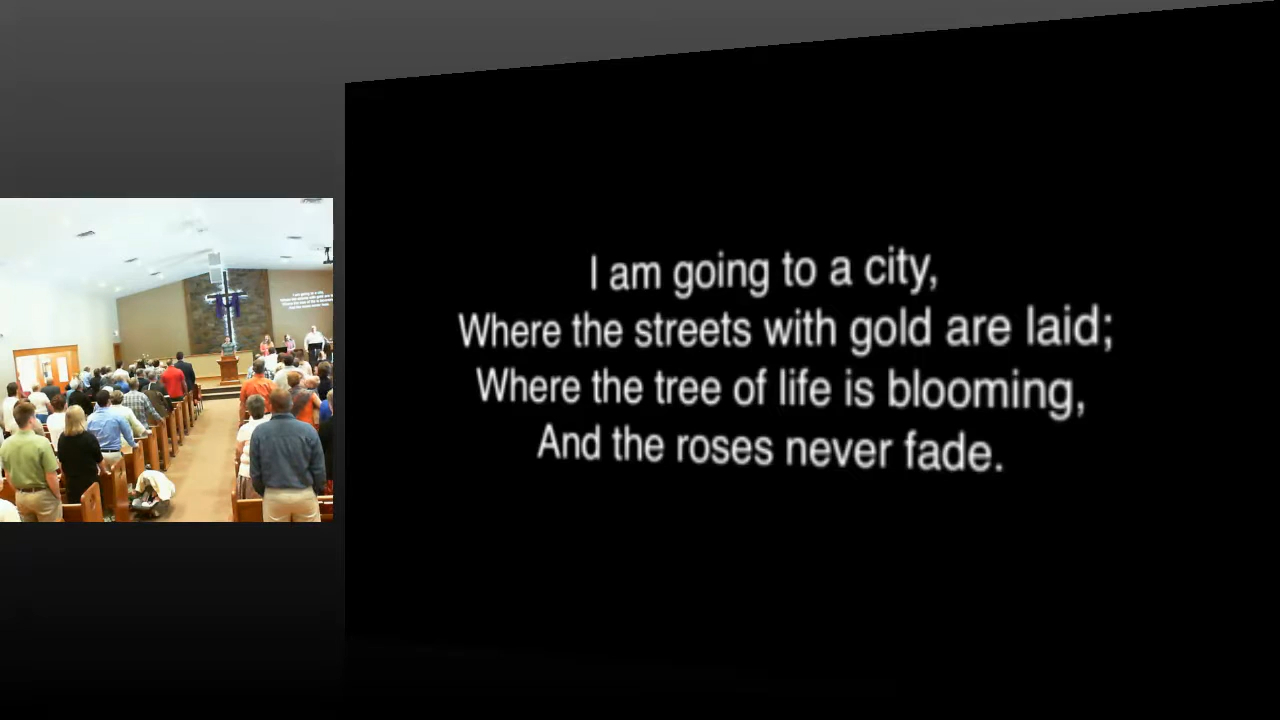 I am going to a city,
Where the streets with gold are laid;
Where the tree of life is blooming,
And the roses never fade.